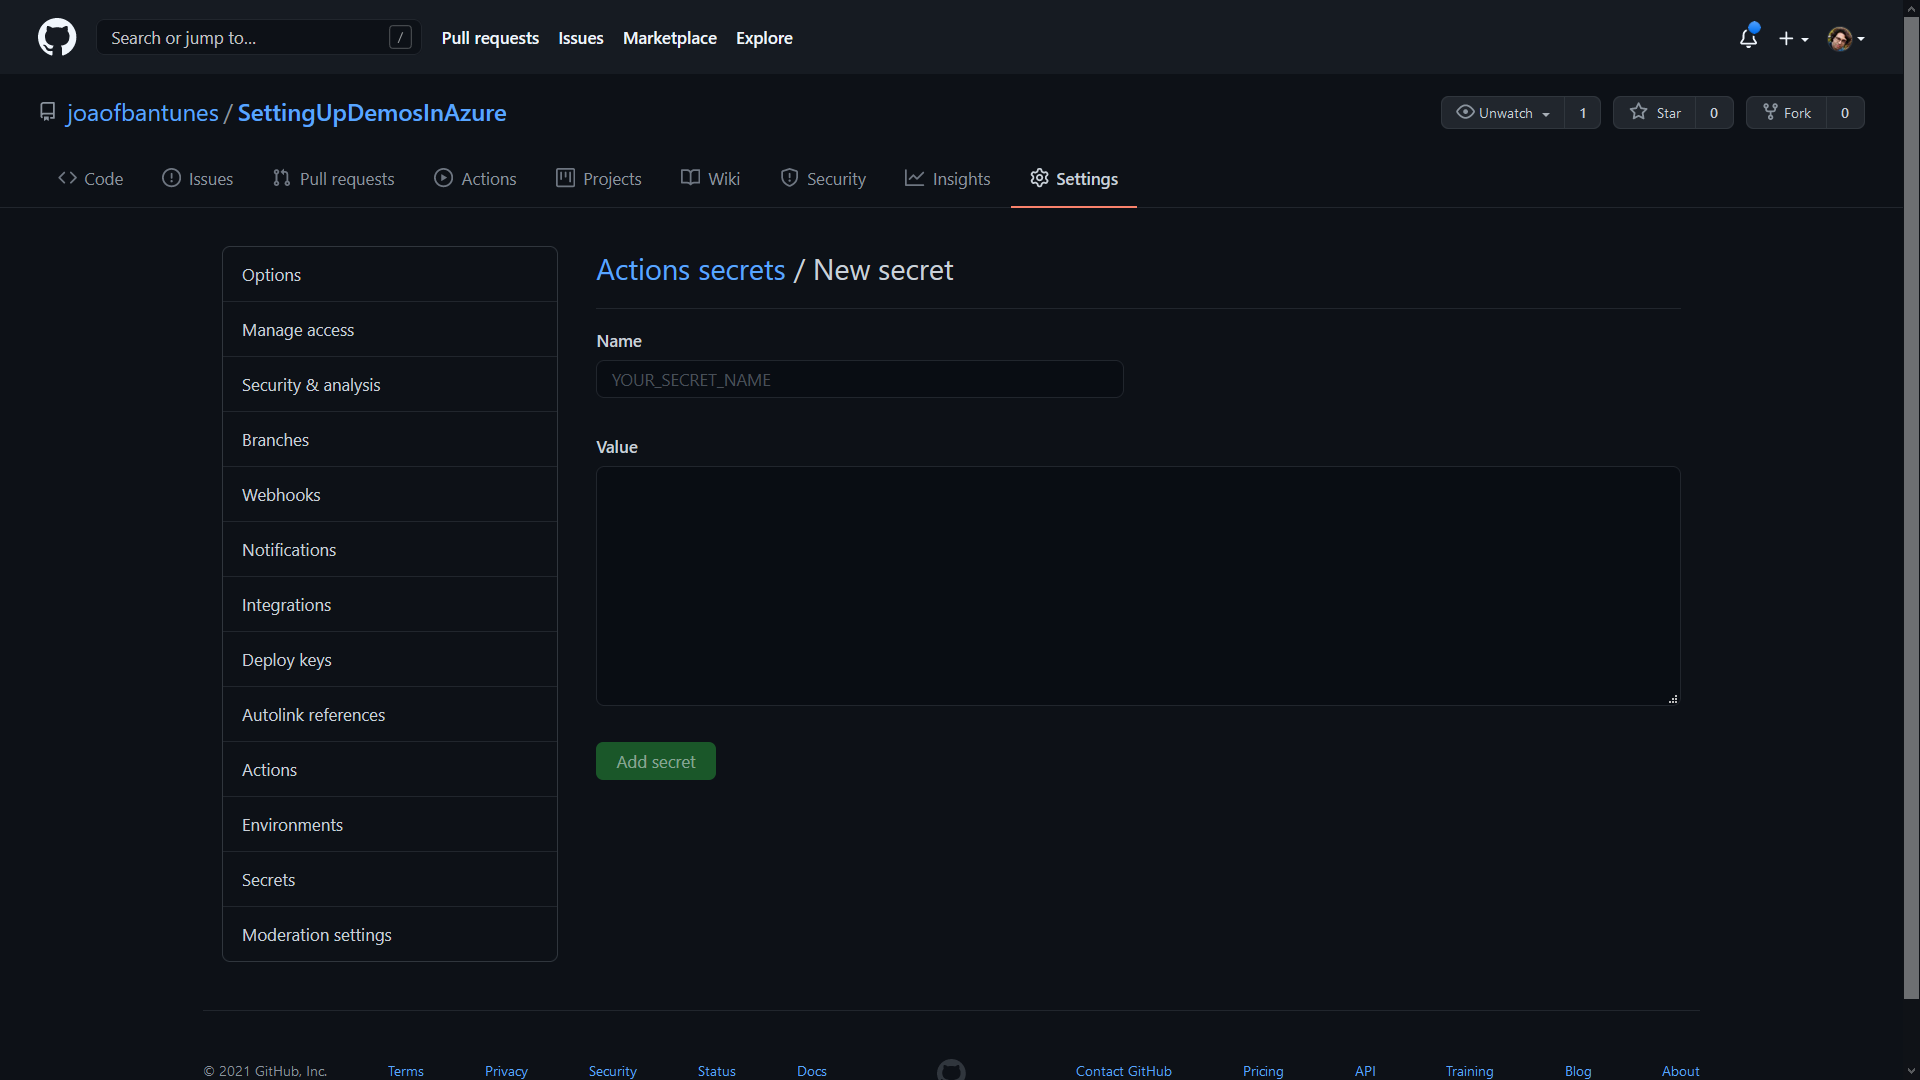 Search or jump to... / Pull requests Issues Marketplace Explore
joaofbantunes / SettingUpDemosInAzure Unwatch 1 Star 0 Fork 0
Code Issues Pull requests Actions Projects Wiki Security Insights Settings
Options
Manage access
Security & analysis
Branches
Webhooks
Notifications
Integrations
Deploy keys
Autolink references
Actions
Environments
Secrets
Moderation settings
Actions secrets / New secret
Name
YOUR_SECRET_NAME
Value
Add secret
© 2021 GitHub, Inc. Terms Privacy Security Status Docs Contact GitHub Pricing API Training Blog About